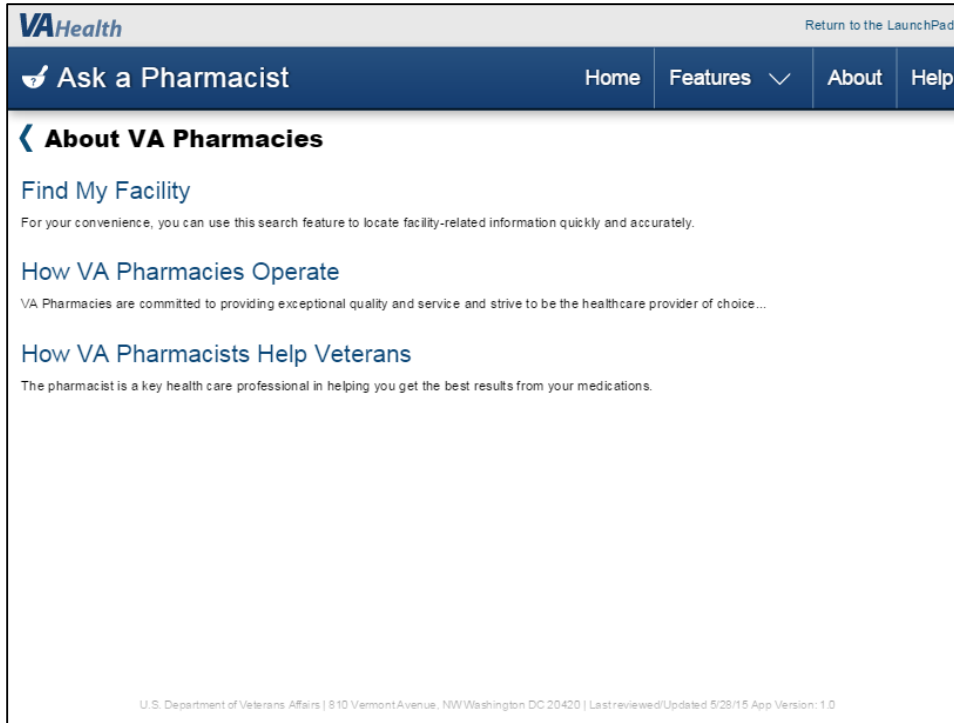 VA Health
Return to the LaunchPad
Ask a Pharmacist
Home
Features
About
Help
About VA Pharmacies
Find My Facility
For your convenience, you can use this search feature to locate facility-related information quickly and accurately.
How VA Pharmacies Operate
VA Pharmacies are committed to providing exceptional quality and service and strive to be the healthcare provider of choice...
How VA Pharmacists Help Veterans
The pharmacist is a key health care professional in helping you get the best results from your medications.
U.S. Department of Veterans Affairs | 810 Vermont Avenue, NW Washington DC 20420 | Last reviewed/Updated 5/28/15 App Version: 1.0